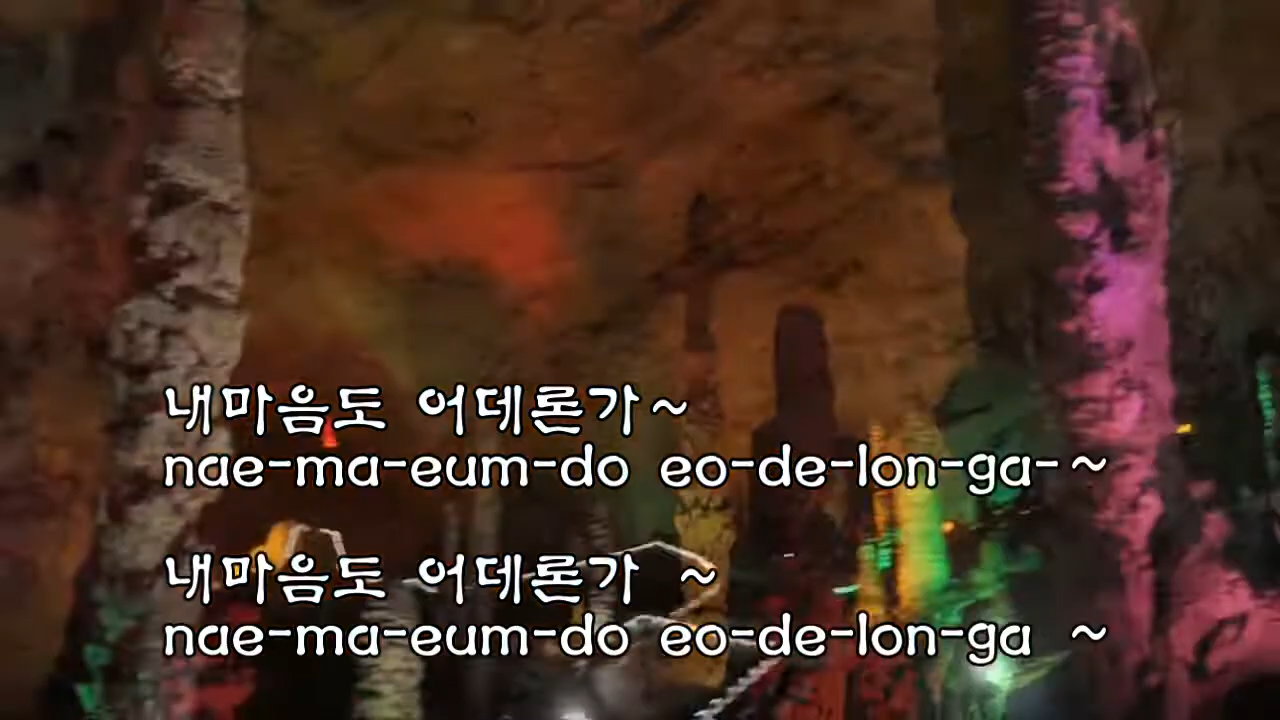 내마음도 어데론가~
nae-ma-eum-do eo-de-lon-ga-~
내마음도 어데론가 ~
nae-ma-eum-do eo-de-lon-ga ~